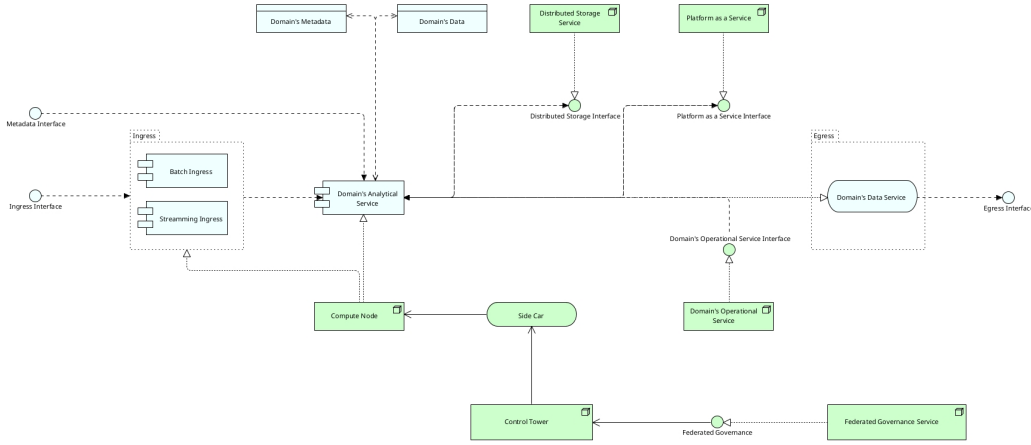 Domain's Metadata
Domain's Data
Distributed Storage
Service
Platform as a Service
Metadata Interface
Distributed Storage Interface
Platform as a Service Interface
Ingress
Egress
Batch Ingress
Ingress Interface
Streamming Ingress
Domain's Analytical
Service
Domain's Data Service
Egress Interface
Domain's Operational Service Interface
Compute Node
Side Car
Domain's Operational
Service
Control Tower
Federated Governance
Federated Governance Service